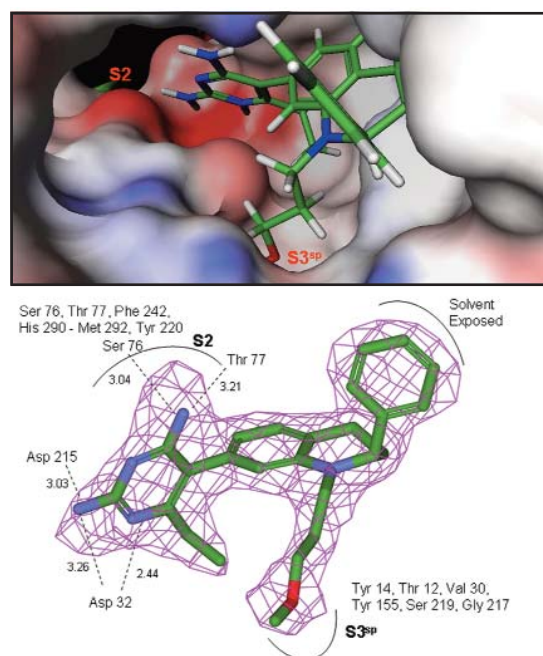 S2
S3sp
Ser 76, Thr 77, Phe 242,
His 290 - Met 292, Tyr 220
S2
Solvent
Exposed
Ser 76
Thr 77
3.04
3.21
Asp 215
3.03
3.26
2.44
Asp 32
Tyr 14, Thr 12, Val 30,
Tyr 155, Ser 219, Gly 217
S3sp